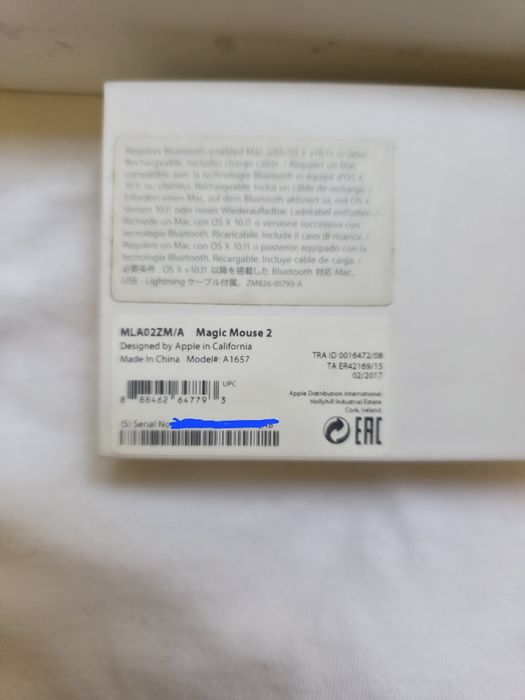 Requires Bluetooth-enabled Mac with OS X v10.11 or later.
Rechargeable. Includes charge cable. / Requiert un Mac
compatible avec la technologie Bluetooth et équipé d'OS X
10.11 ou ultérieur. Rechargeable. Inclut un câble de recharge. /
Erfordert einen Mac, auf dem Bluetooth aktiviert ist, mit OS X
Version 10.11 oder neuer. Wiederaufladbar. Ladekabel enthalten. /
Richiede un Mac con OS X 10.11 o versione successiva con
tecnologia Bluetooth. Ricaricabile. Include il cavo di ricarica. /
Requiere un Mac con OS X 10.11 o posterior, equipado con la
tecnología Bluetooth. Recargable. Incluye cable de carga. /
必要条件：OS X v10.11 以降を搭載した Bluetooth 対応 Mac。
USB - Lightning ケーブル付属。 ZM826-01793-A
MLA02ZM/A Magic Mouse 2
Designed by Apple in California
Made In China Model#: A1657
TRA ID 0016472/08
TA ER42169/15
02/2017
UPC
8 88462 64779 3
Apple Distribution International
Hollyhill Industrial Estate
Cork, Ireland
(S) Serial No
EAC